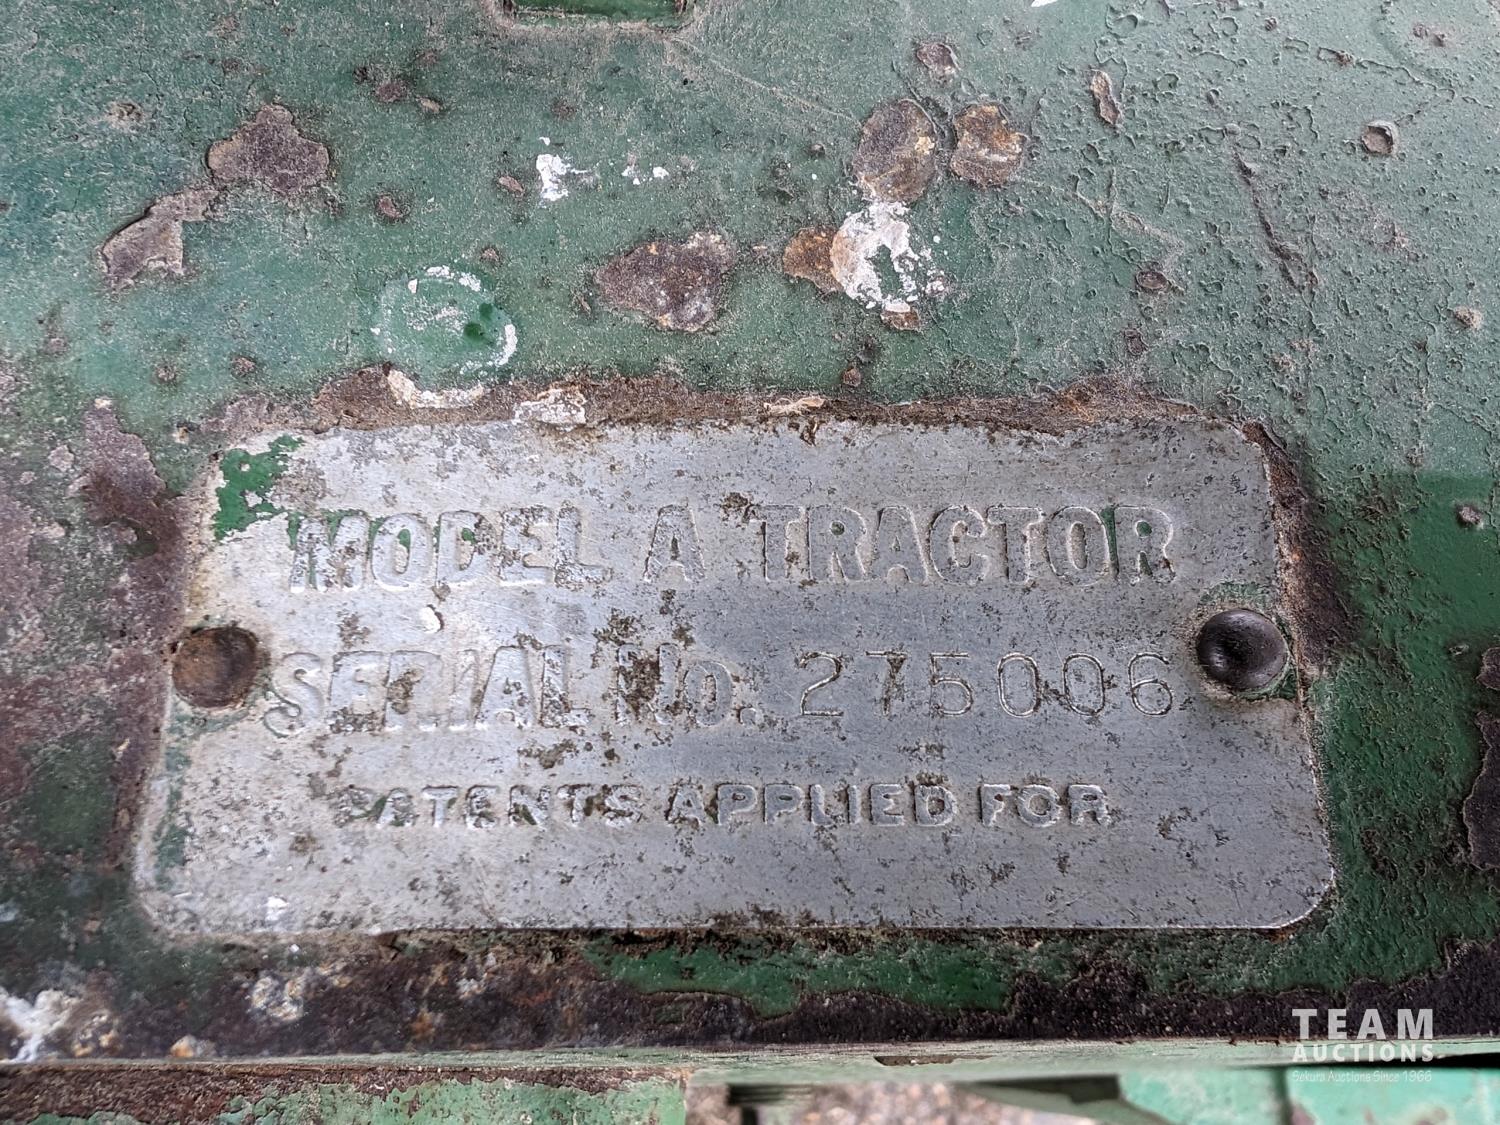 MODEL A TRACTOR
SERIAL No. 275006
PATENTS APPLIED FOR
TEAM
AUCTIONS
Sekura Auctions Since 1966